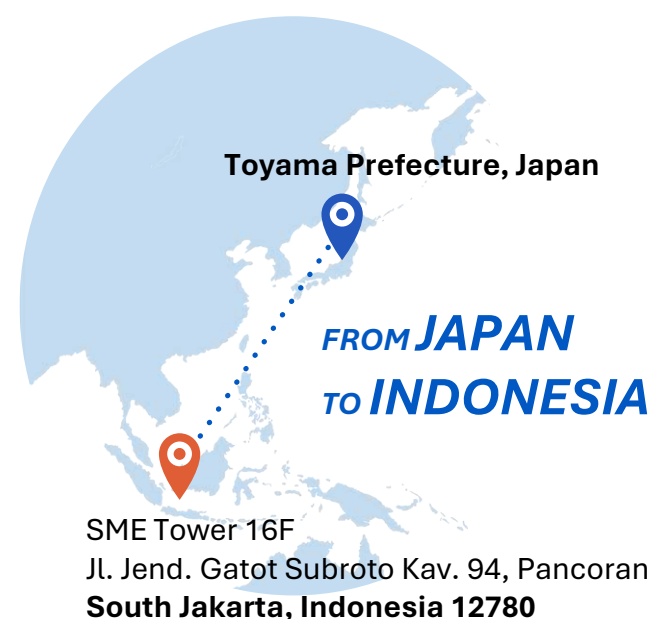 Toyama Prefecture, Japan
FROM JAPAN
TO INDONESIA
SME Tower 16F
Jl. Jend. Gatot Subroto Kav. 94, Pancoran
South Jakarta, Indonesia 12780